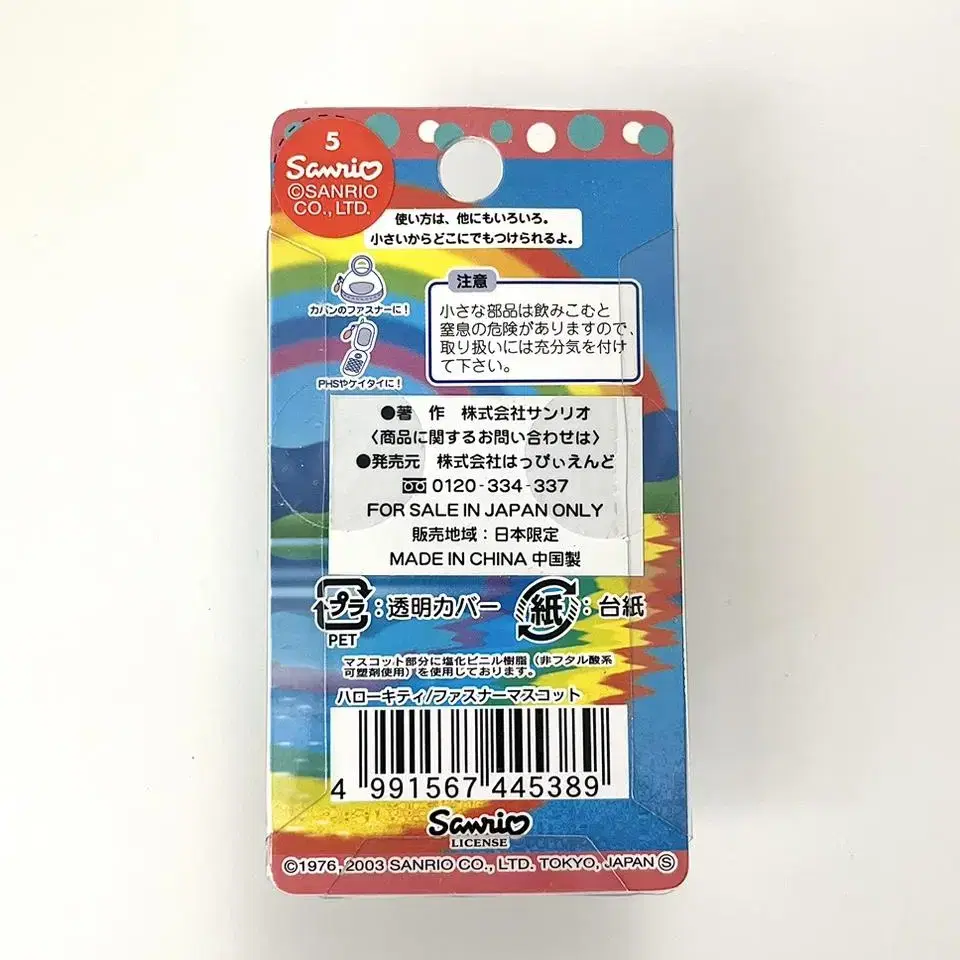 5
Sanrio
©SANRIO
CO., LTD.
使い方は、他にもいろいろ。
小さいからどこにでもつけられるよ。
カバンのファスナーに!
PHSやケイタイに!
注意
小さな部品は飲みこむと
窒息の危険がありますので、
取り扱いには充分気を付け
て下さい。
●著 作 株式会社サンリオ
〈商品に関するお問い合わせは〉
●発売元 株式会社はっぴぃえんど
0120-334-337
FOR SALE IN JAPAN ONLY
販売地域：日本限定
MADE IN CHINA 中国製
プラ：透明カバー
PET
紙：台紙
マスコット部分に塩化ビニル樹脂（非フタル酸系
可塑剤使用）を使用しております。
ハローキティ/ファスナーマスコット
4 991567 445389
Sanrio
LICENSE
©1976, 2003 SANRIO CO., LTD. TOKYO, JAPAN Ⓢ